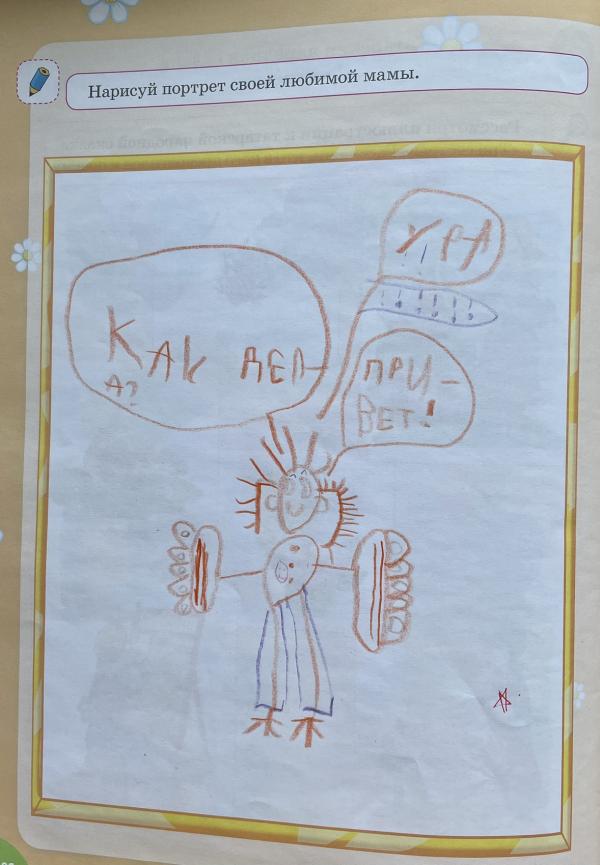 Нарисуй портрет своей любимой мамы.
УРА
!!!!!!
КАК ДЕЛ-
А?
ПРИ-
ВЕТ!